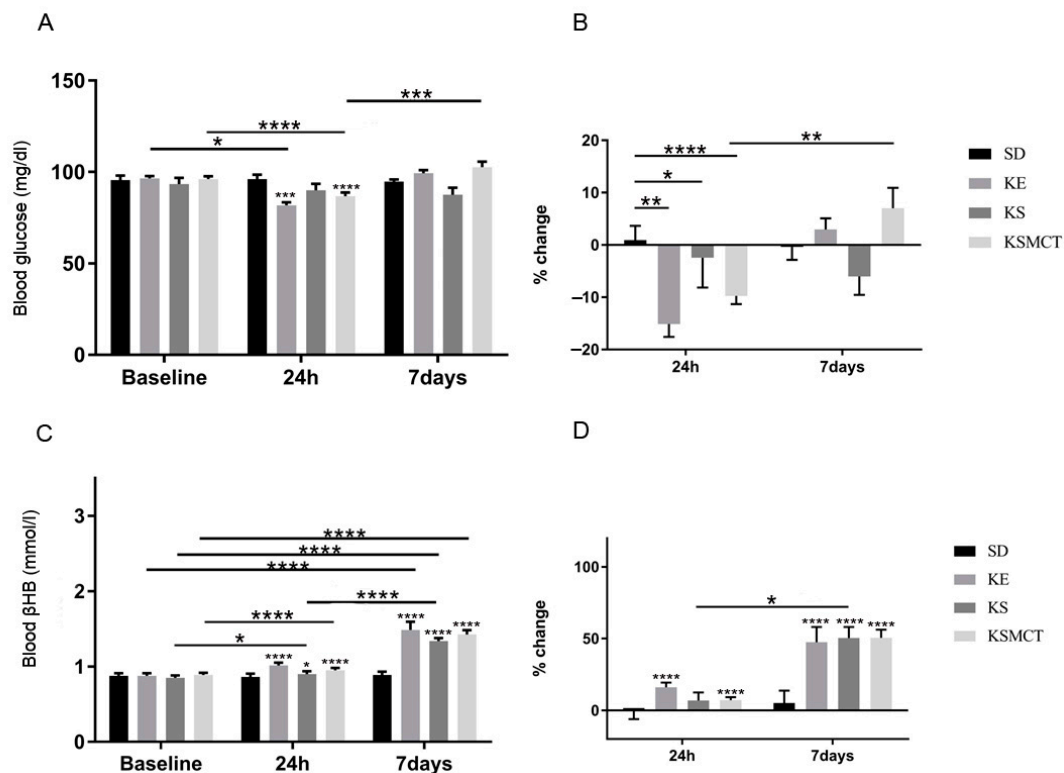 A
Blood glucose (mg/dl)
150
100
50
0
***
****
*
***
****
Baseline 24h 7days
B
% change
20
10
0
−10
−20
**
****
*
**
24h 7days
SD
KE
KS
KSMCT
C
Blood βHB (mmol/l)
3
2
1
0
****
****
****
****
****
*
****
*
****
****
****
****
Baseline 24h 7days
D
% change
100
50
0
*
****
****
****
****
****
24h 7days
SD
KE
KS
KSMCT